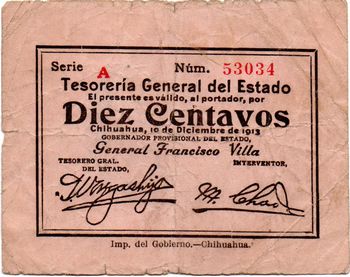 Serie A Núm. 53034
Tesorería General del Estado
El presente es válido, al portador, por
Diez Centavos
Chihuahua, 10 de Diciembre de 1913
GOBERNADOR PROVISIONAL DEL ESTADO,
General Francisco Villa
TESORERO GRAL. DEL ESTADO,
INTERVENTOR,
M. Chao
Imp. del Gobierno.—Chihuahua.